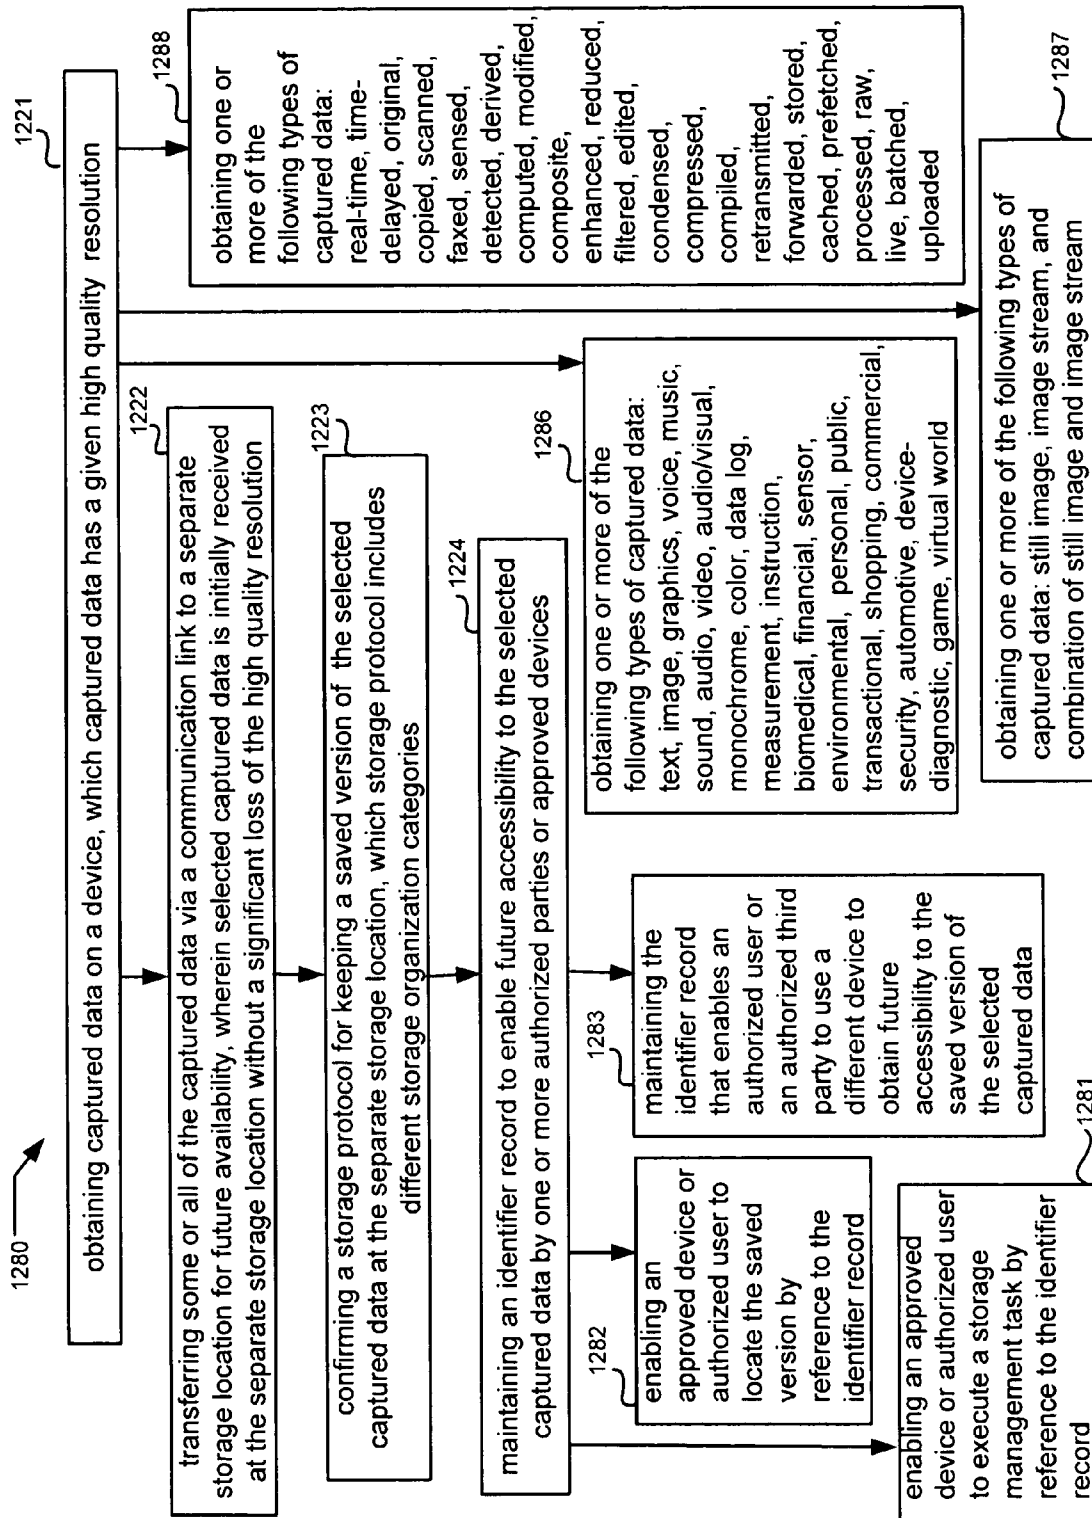 1280
1221
obtaining captured data on a device, which captured data has a given high quality resolution
1222
transferring some or all of the captured data via a communication link to a separate
storage location for future availability, wherein selected captured data is initially received
at the separate storage location without a significant loss of the high quality resolution
1223
confirming a storage protocol for keeping a saved version of the selected
captured data at the separate storage location, which storage protocol includes
different storage organization categories
1224
maintaining an identifier record to enable future accessibility to the selected
captured data by one or more authorized parties or approved devices
1288
obtaining one or
more of the
following types of
captured data:
real-time, time-
delayed, original,
copied, scanned,
faxed, sensed,
detected, derived,
computed, modified,
composite,
enhanced, reduced,
filtered, edited,
condensed,
compressed,
compiled,
retransmitted,
forwarded, stored,
cached, prefetched,
processed, raw,
live, batched,
uploaded
1286
obtaining one or more of the
following types of captured data:
text, image, graphics, voice, music,
sound, audio, video, audio/visual,
monochrome, color, data log,
measurement, instruction,
biomedical, financial, sensor,
environmental, personal, public,
transactional, shopping, commercial,
security, automotive, device-
diagnostic, game, virtual world
1287
obtaining one or more of the following types of
captured data: still image, image stream, and
combination of still image and image stream
1283
maintaining the
identifier record
that enables an
authorized user or
an authorized third
party to use a
different device to
obtain future
accessibility to the
saved version of
the selected
captured data
1282
enabling an
approved device or
authorized user to
locate the saved
version by
reference to the
identifier record
1281
enabling an approved
device or authorized user
to execute a storage
management task by
reference to the identifier
record